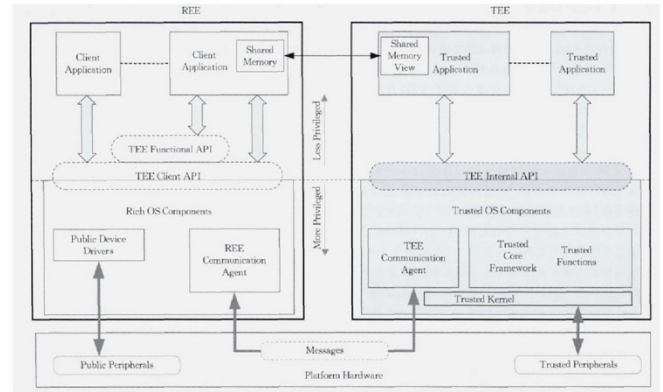 REE
TEE
Client
Application
Client
Application
Shared
Memory
Shared
Memory
View
Trusted
Application
Trusted
Application
Less Privileged
TEE Functional API
TEE Client API
TEE Internal API
Rich OS Components
More Privileged
Trusted OS Components
Public Device
Drivers
REE
Communication
Agent
TEE
Communication
Agent
Trusted
Core
Framework
Trusted
Functions
Trusted Kernel
Messages
Public Peripherals
Platform Hardware
Trusted Peripherals